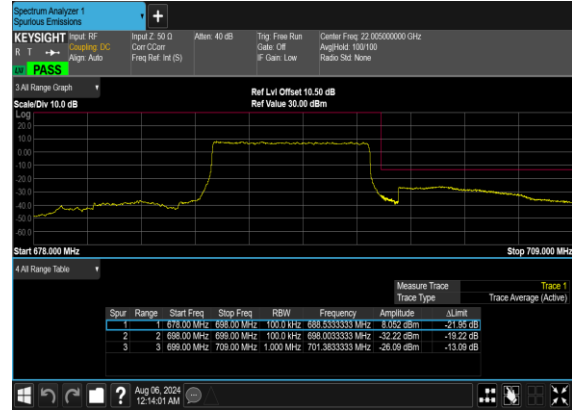 Spectrum Analyzer 1
Spurious Emissions
+
KEYSIGHT Input: RF Input Z: 50 Ω Atten: 40 dB Trig: Free Run Center Freq: 22.005000000 GHz
R T Coupling: DC Corr CCorr Gate: Off Avg|Hold: 100/100
Align: Auto Freq Ref: Int (S) IF Gain: Low Radio Std: None
PASS
3 All Range Graph
Ref Lvl Offset 10.50 dB
Scale/Div 10.0 dB Ref Value 30.00 dBm
Log
20.0
10.0
0.00
-10.0
-20.0
-30.0
-40.0
-50.0
-60.0
Start 678.000 MHz Stop 709.000 MHz
4 All Range Table
Measure Trace Trace 1
Trace Type Trace Average (Active)
Spur Range Start Freq Stop Freq RBW Frequency Amplitude ΔLimit
1 1 678.00 MHz 698.00 MHz 100.0 kHz 688.5333333 MHz 8.052 dBm -21.95 dB
2 2 698.00 MHz 699.00 MHz 100.0 kHz 698.0033333 MHz -32.22 dBm -19.22 dB
3 3 699.00 MHz 709.00 MHz 1.000 MHz 701.3833333 MHz -26.09 dBm -13.09 dB
? Aug 06, 2024
12:14:01 AM